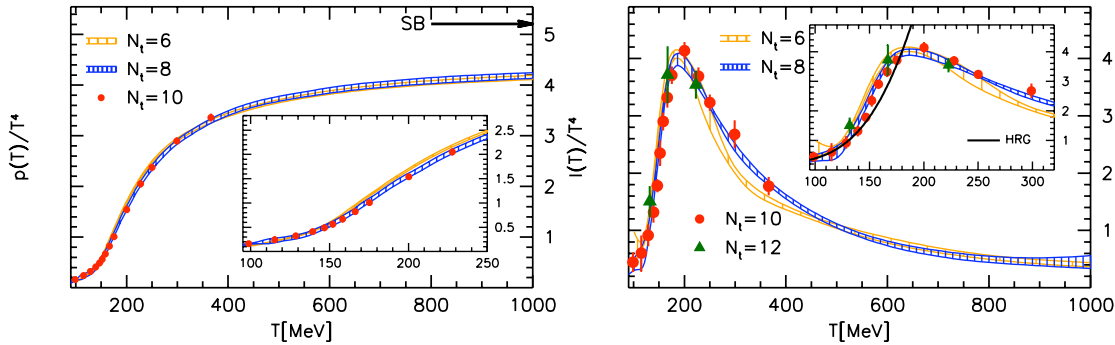 SB
N_t=6
N_t=8
N_t=10
p(T)/T⁴
5
4
3
2
1
2.5
2
1.5
1
0.5
100 150 200 250
200 400 600 800 1000
T[MeV]
N_t=6
N_t=8
N_t=10
N_t=12
I(T)/T⁴
HRG
4
3
2
1
100 150 200 250 300
4
3
2
1
200 400 600 800 1000
T[MeV]